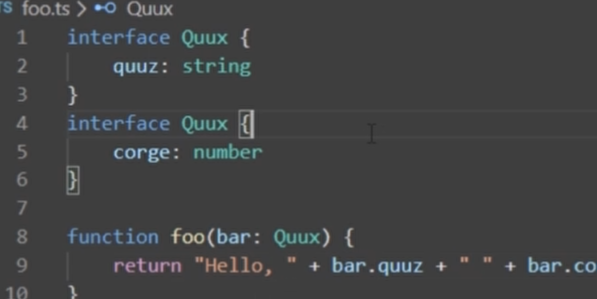 TS foo.ts > Quux
1 interface Quux {
2 quuz: string
3 }
4 interface Quux {
5 corge: number
6 }
7
8 function foo(bar: Quux) {
9 return "Hello, " + bar.quuz + " " + bar.co
10 }